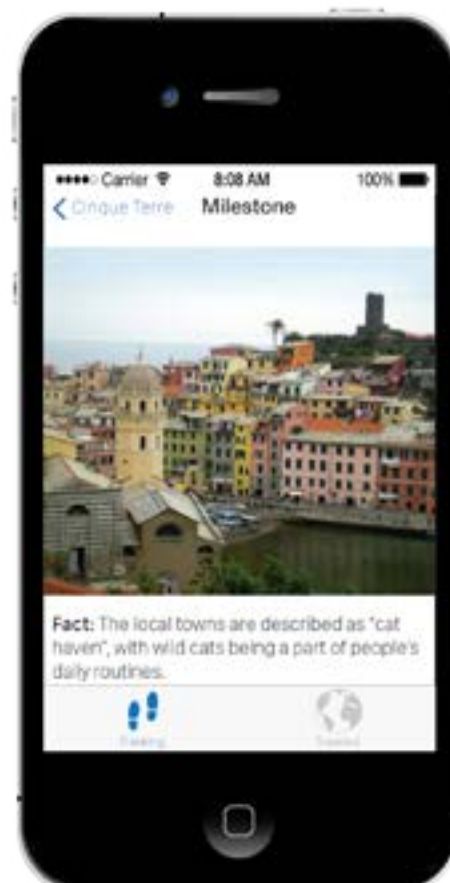 Carrier 8:08 AM 100%
Cinque Terre Milestone
Fact: The local towns are described as "cat
haven", with wild cats being a part of people's
daily routines.